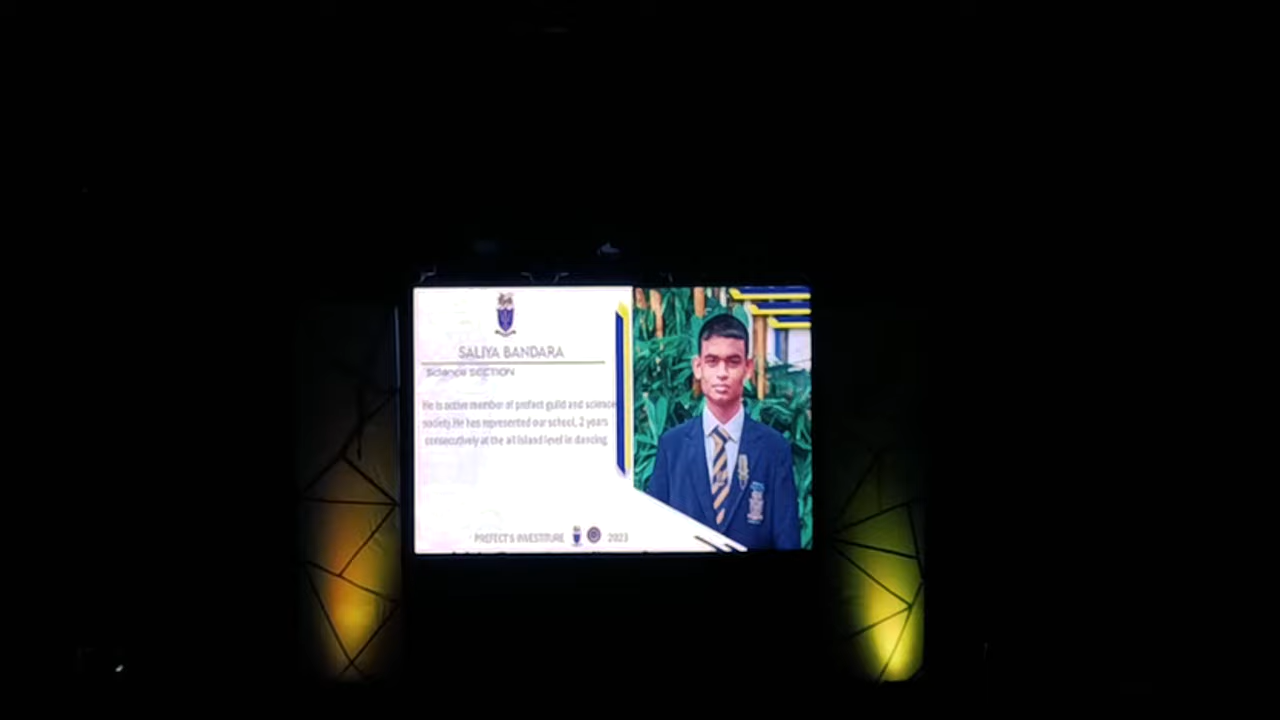 SALIYA BANDARA
Science SECTION
He is active member of prefect guild and science
society.He has represented our school, 2 years
consecutively at the all island level in dancing
PREFECT'S INVESTITURE 2023